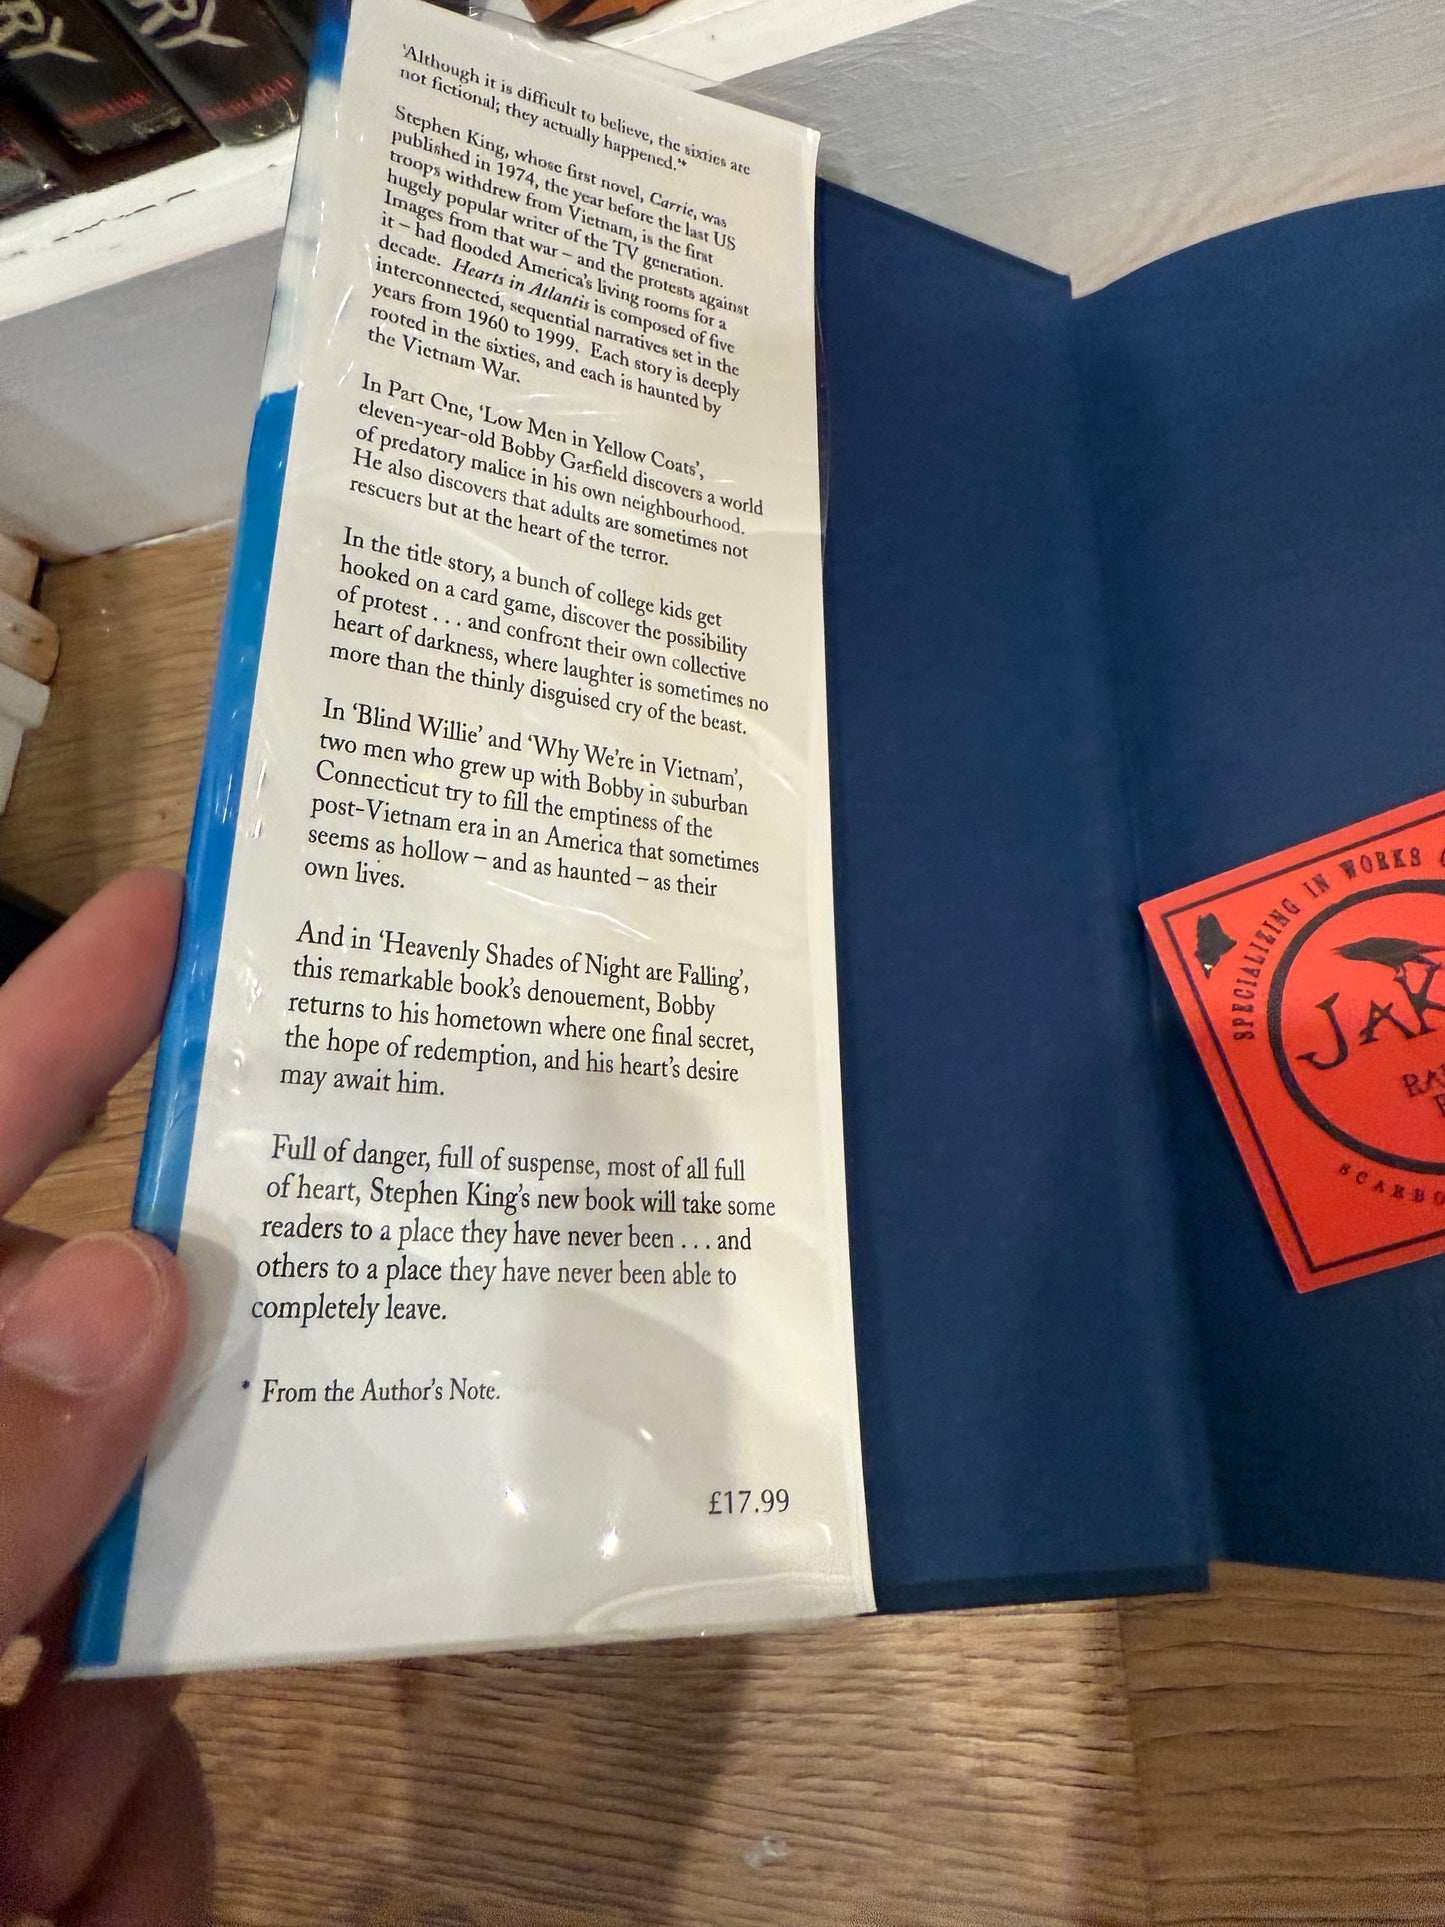 RY
RY
'Although it is difficult to believe, the sixties are
not fictional; they actually happened.'*
Stephen King, whose first novel, Carrie, was
published in 1974, the year before the last US
troops withdrew from Vietnam, is the first
hugely popular writer of the TV generation.
Images from that war – and the protests against
it – had flooded America's living rooms for a
decade. Hearts in Atlantis is composed of five
interconnected, sequential narratives set in the
years from 1960 to 1999. Each story is deeply
rooted in the sixties, and each is haunted by
the Vietnam War.
In Part One, 'Low Men in Yellow Coats',
eleven-year-old Bobby Garfield discovers a world
of predatory malice in his own neighbourhood.
He also discovers that adults are sometimes not
rescuers but at the heart of the terror.
In the title story, a bunch of college kids get
hooked on a card game, discover the possibility
of protest . . . and confront their own collective
heart of darkness, where laughter is sometimes no
more than the thinly disguised cry of the beast.
In 'Blind Willie' and 'Why We're in Vietnam',
two men who grew up with Bobby in suburban
Connecticut try to fill the emptiness of the
post-Vietnam era in an America that sometimes
seems as hollow – and as haunted – as their
own lives.
And in 'Heavenly Shades of Night are Falling',
this remarkable book's denouement, Bobby
returns to his hometown where one final secret,
the hope of redemption, and his heart's desire
may await him.
Full of danger, full of suspense, most of all full
of heart, Stephen King's new book will take some
readers to a place they have never been . . . and
others to a place they have never been able to
completely leave.
* From the Author's Note.
£17.99
SPECIALIZING IN WORKS
JAK
RA
SCARBO